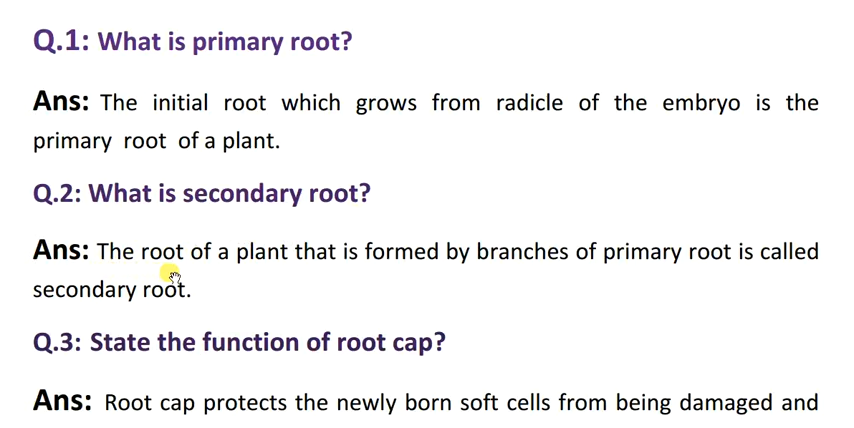 Q.1: What is primary root?
Ans: The initial root which grows from radicle of the embryo is the
primary root of a plant.
Q.2: What is secondary root?
Ans: The root of a plant that is formed by branches of primary root is called
secondary root.
Q.3: State the function of root cap?
Ans: Root cap protects the newly born soft cells from being damaged and